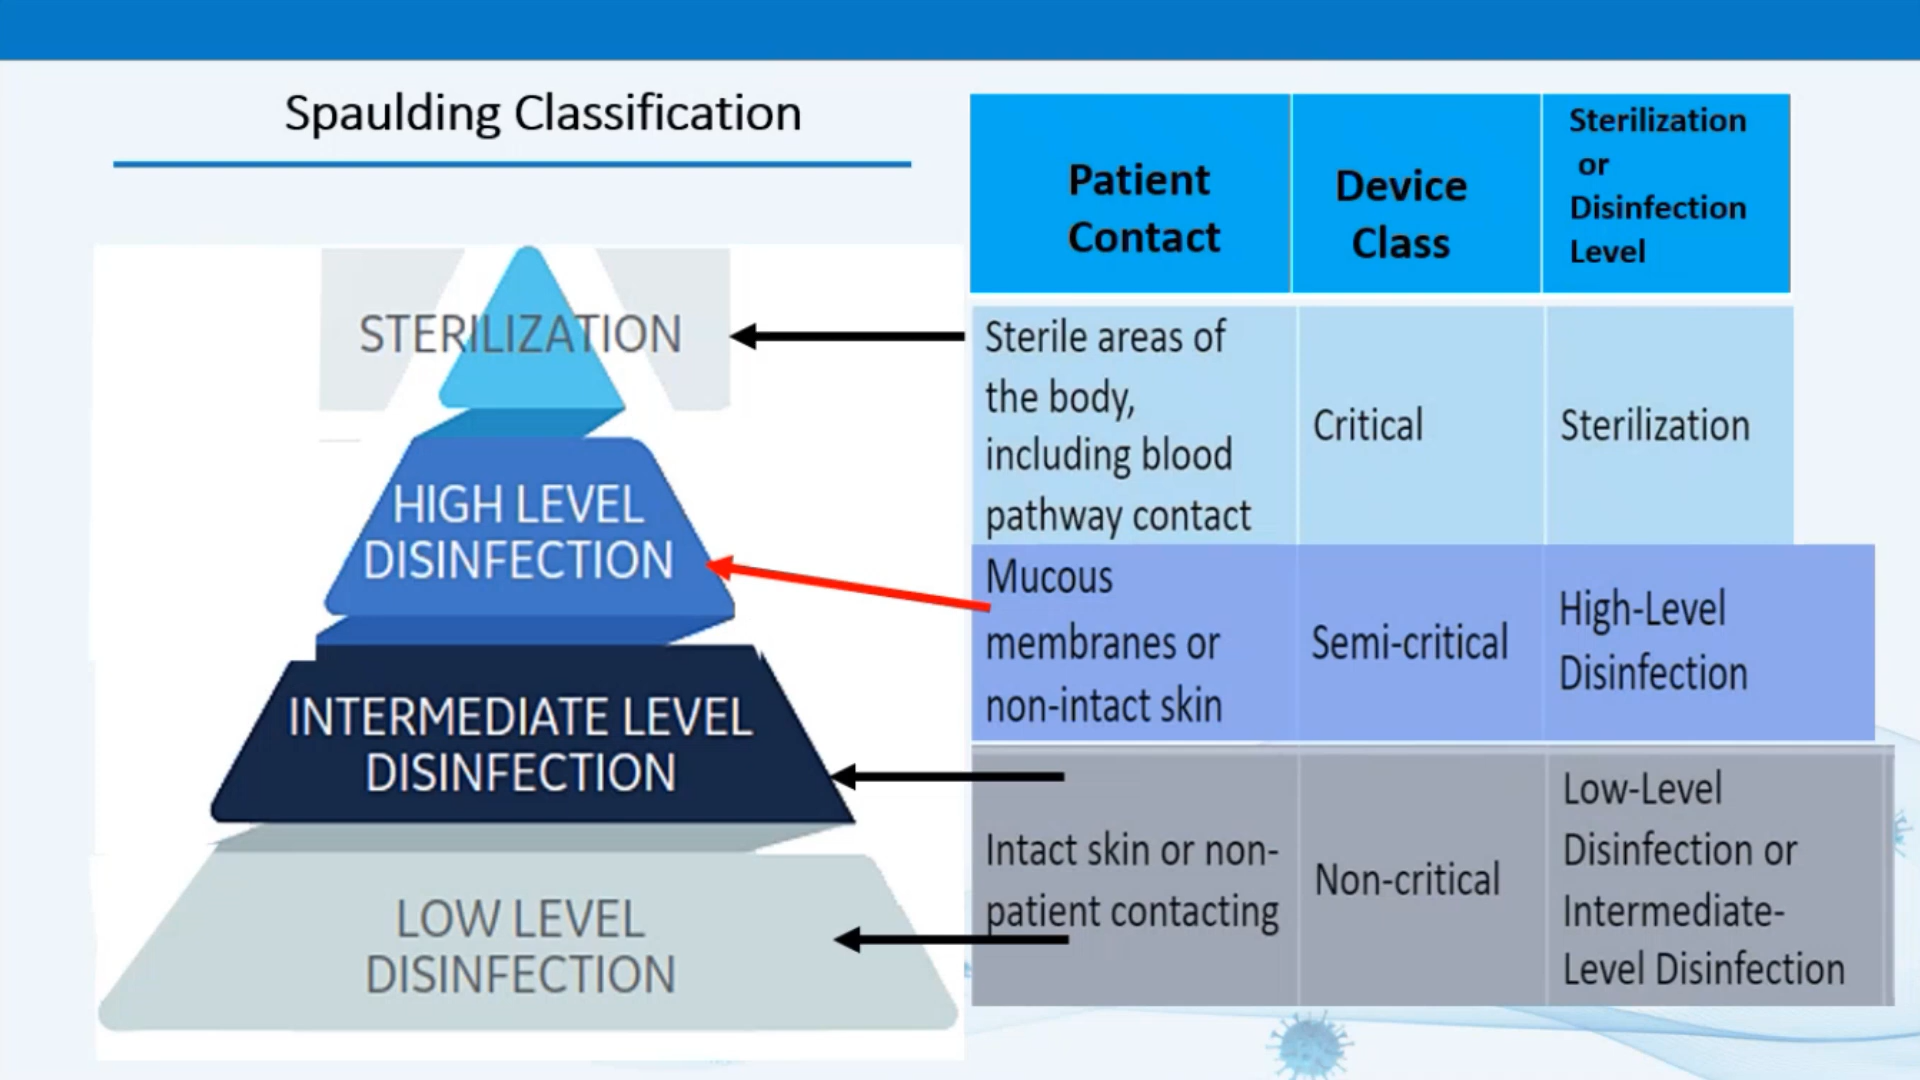 Spaulding Classification
STERILIZATION
HIGH LEVEL
DISINFECTION
INTERMEDIATE LEVEL
DISINFECTION
LOW LEVEL
DISINFECTION
Patient
Contact
Device
Class
Sterilization
or
Disinfection
Level
Sterile areas of
the body,
including blood
pathway contact
Critical
Sterilization
Mucous
membranes or
non-intact skin
Semi-critical
High-Level
Disinfection
Intact skin or non-
patient contacting
Non-critical
Low-Level
Disinfection or
Intermediate-
Level Disinfection